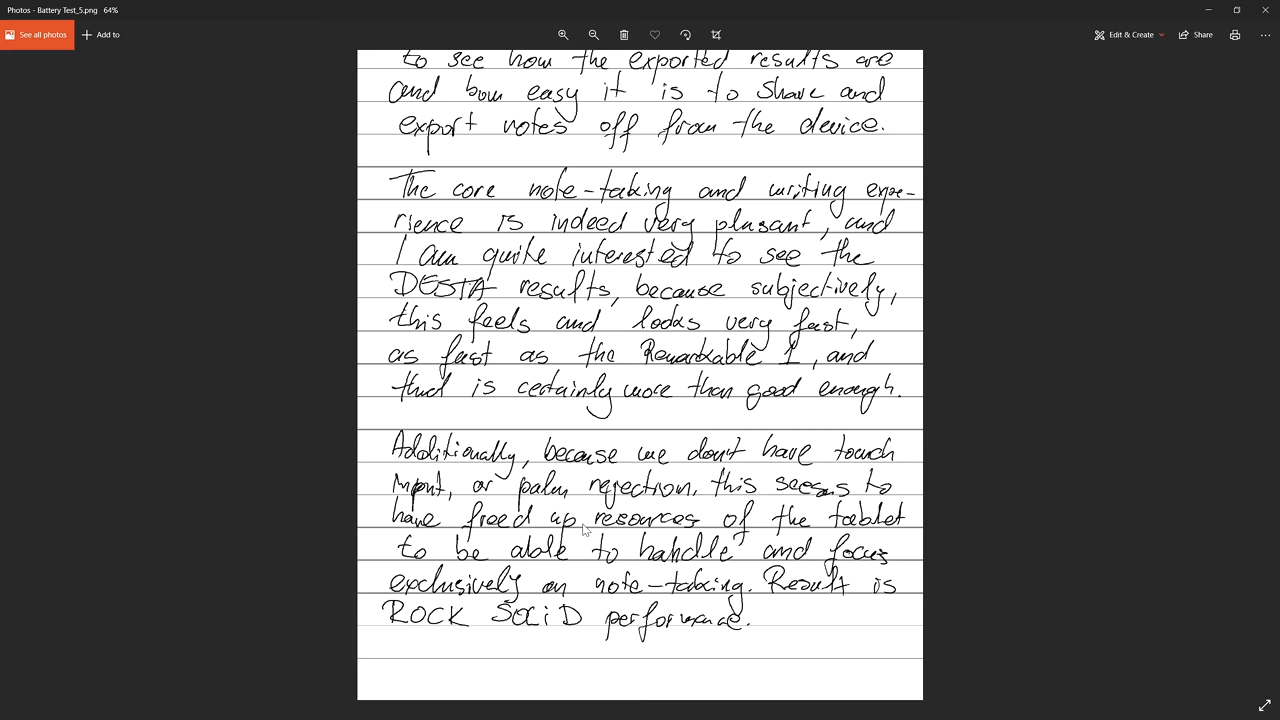 Photos - Battery Test_5.png 64%
See all photos
Add to
Edit & Create
Share
to see how the exported results are
and how easy it is to share and
export notes off from the device.
The core note-taking and writing expe-
rience is indeed very plasant, and
I am quite interested to see the
results, because subjectively,
this feels and looks very fast,
as fast as the Remarkable 1, and
that is certainly more than good enough.
Additionally, because we don't have touch
input, or palm rejection, this seems to
have freed up resources of the tablet
to be able to handle and focus
exclusively on note-taking. Result is
ROCK SOLiD performance.